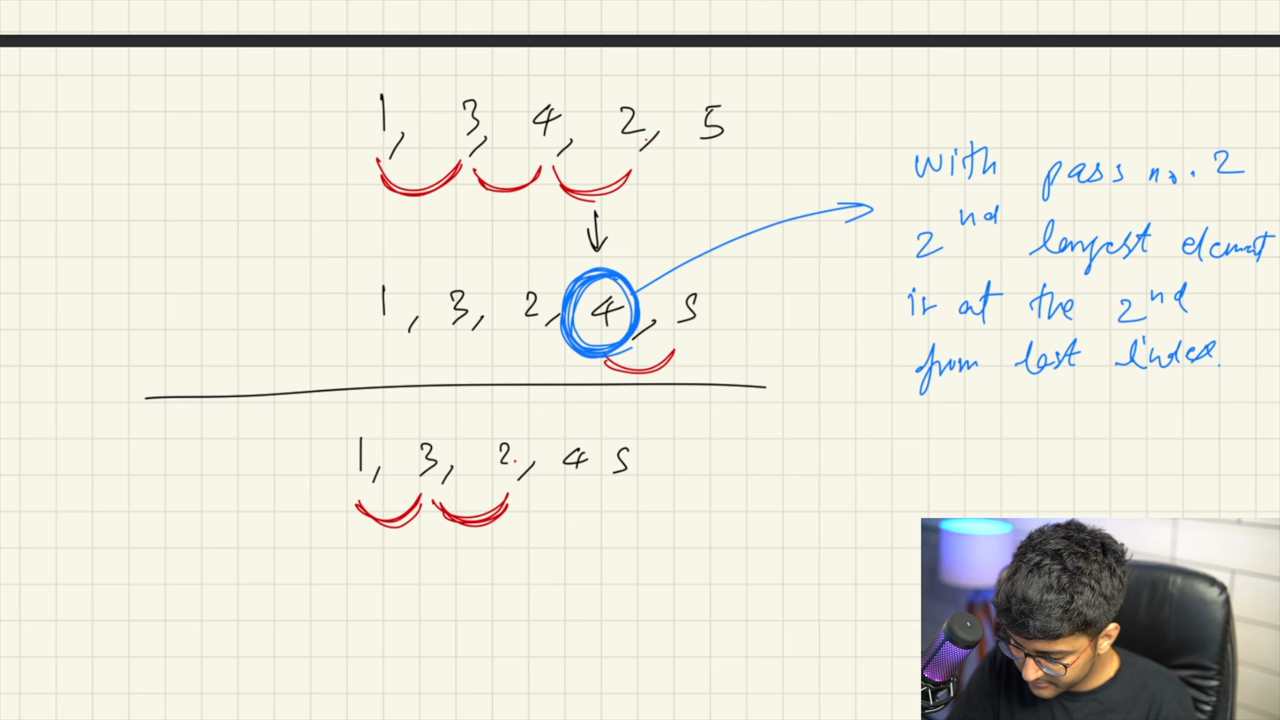 1, 3, 4, 2, 5
1, 3, 2, 4, 5
1, 3, 2, 4 5
with pass no. 2
2nd largest element
is at the 2nd
from last index.